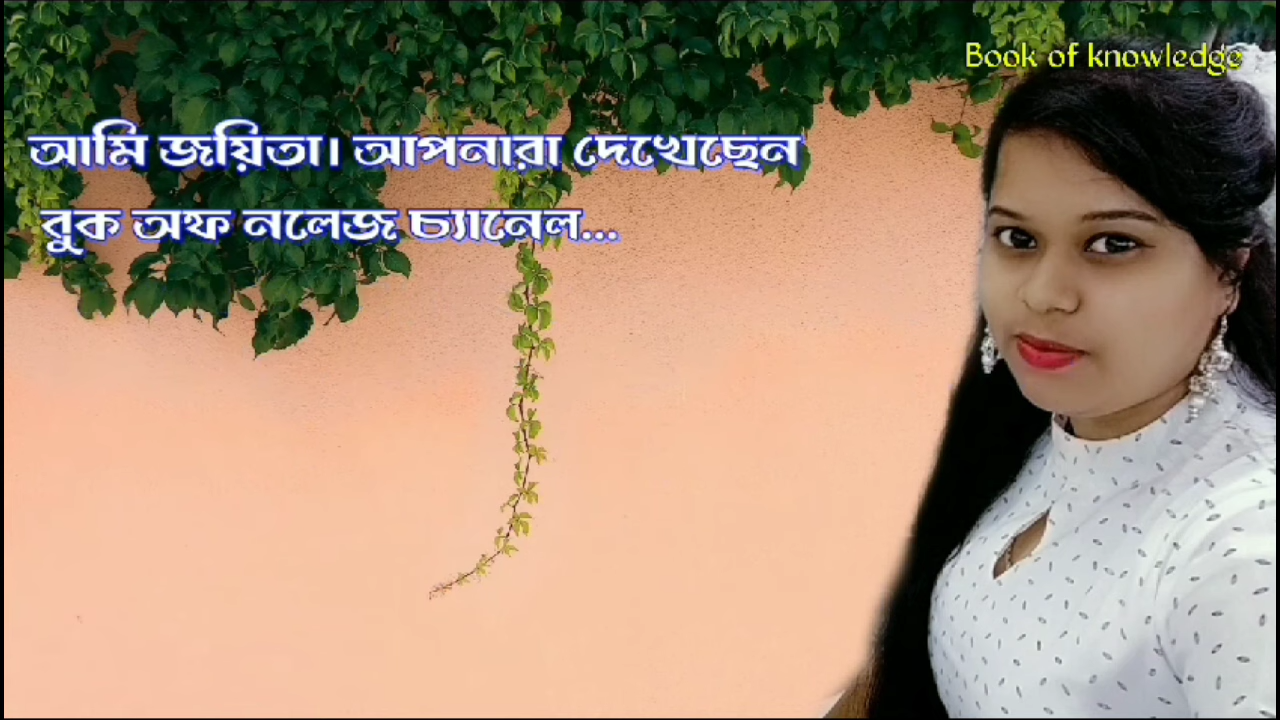 Book of knowledge
আমি জয়িতা। আপনারা দেখেছেন
বুক অফ নলেজ চ্যানেল...